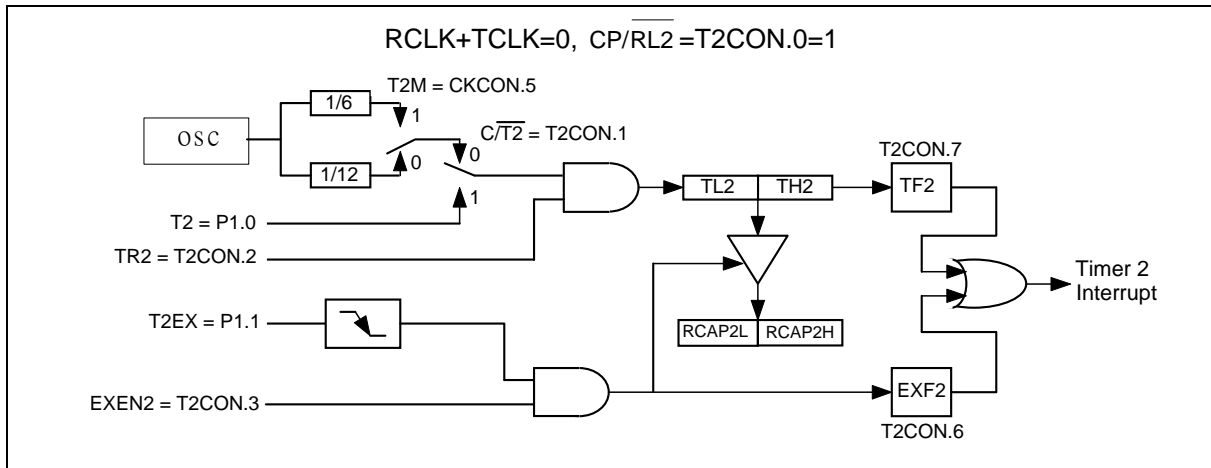 RCLK+TCLK=0, CP/RL2 =T2CON.0=1
T2M = CKCON.5
1/6
1
OSC
C/T2 = T2CON.1
0
0
1/12
1
T2CON.7
TL2 TH2
TF2
T2 = P1.0
TR2 = T2CON.2
Timer 2
Interrupt
T2EX = P1.1
RCAP2L RCAP2H
EXEN2 = T2CON.3
EXF2
T2CON.6